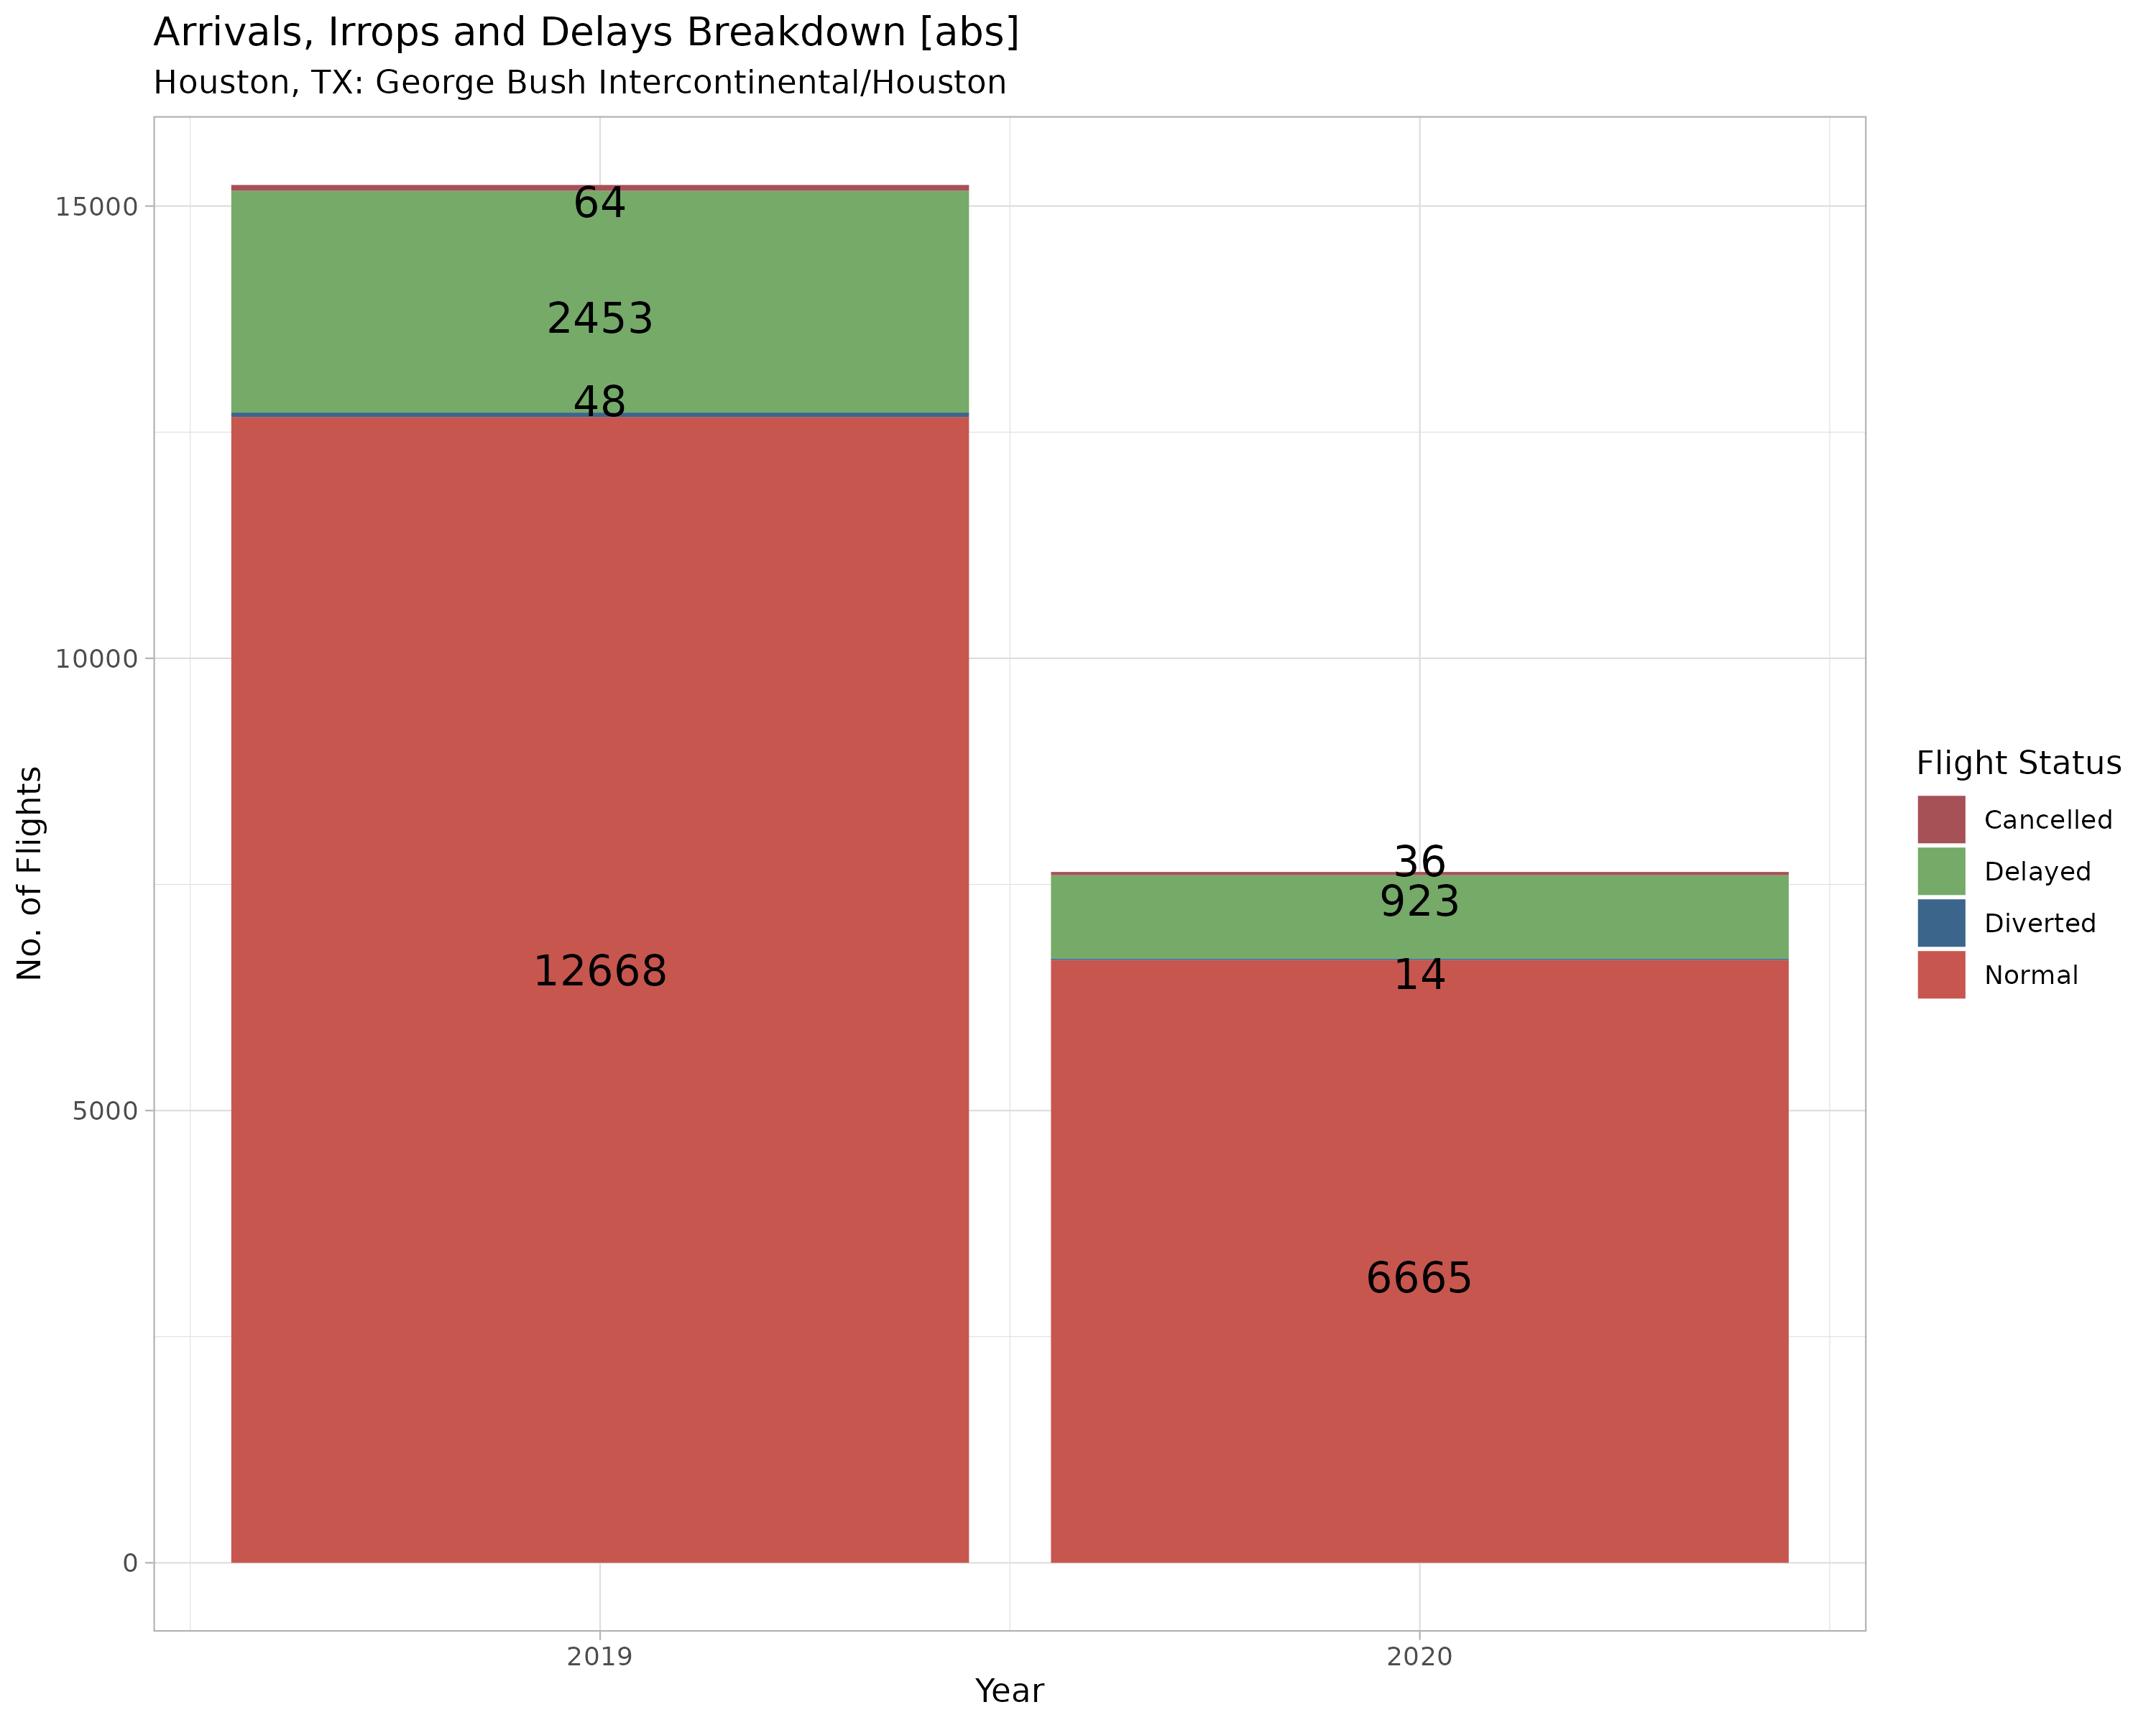 Arrivals, Irrops and Delays Breakdown [abs]
Houston, TX: George Bush Intercontinental/Houston
No. of Flights
15000
10000
5000
0
64
2453
48
12668
36
923
14
6665
2019
2020
Year
Flight Status
Cancelled
Delayed
Diverted
Normal